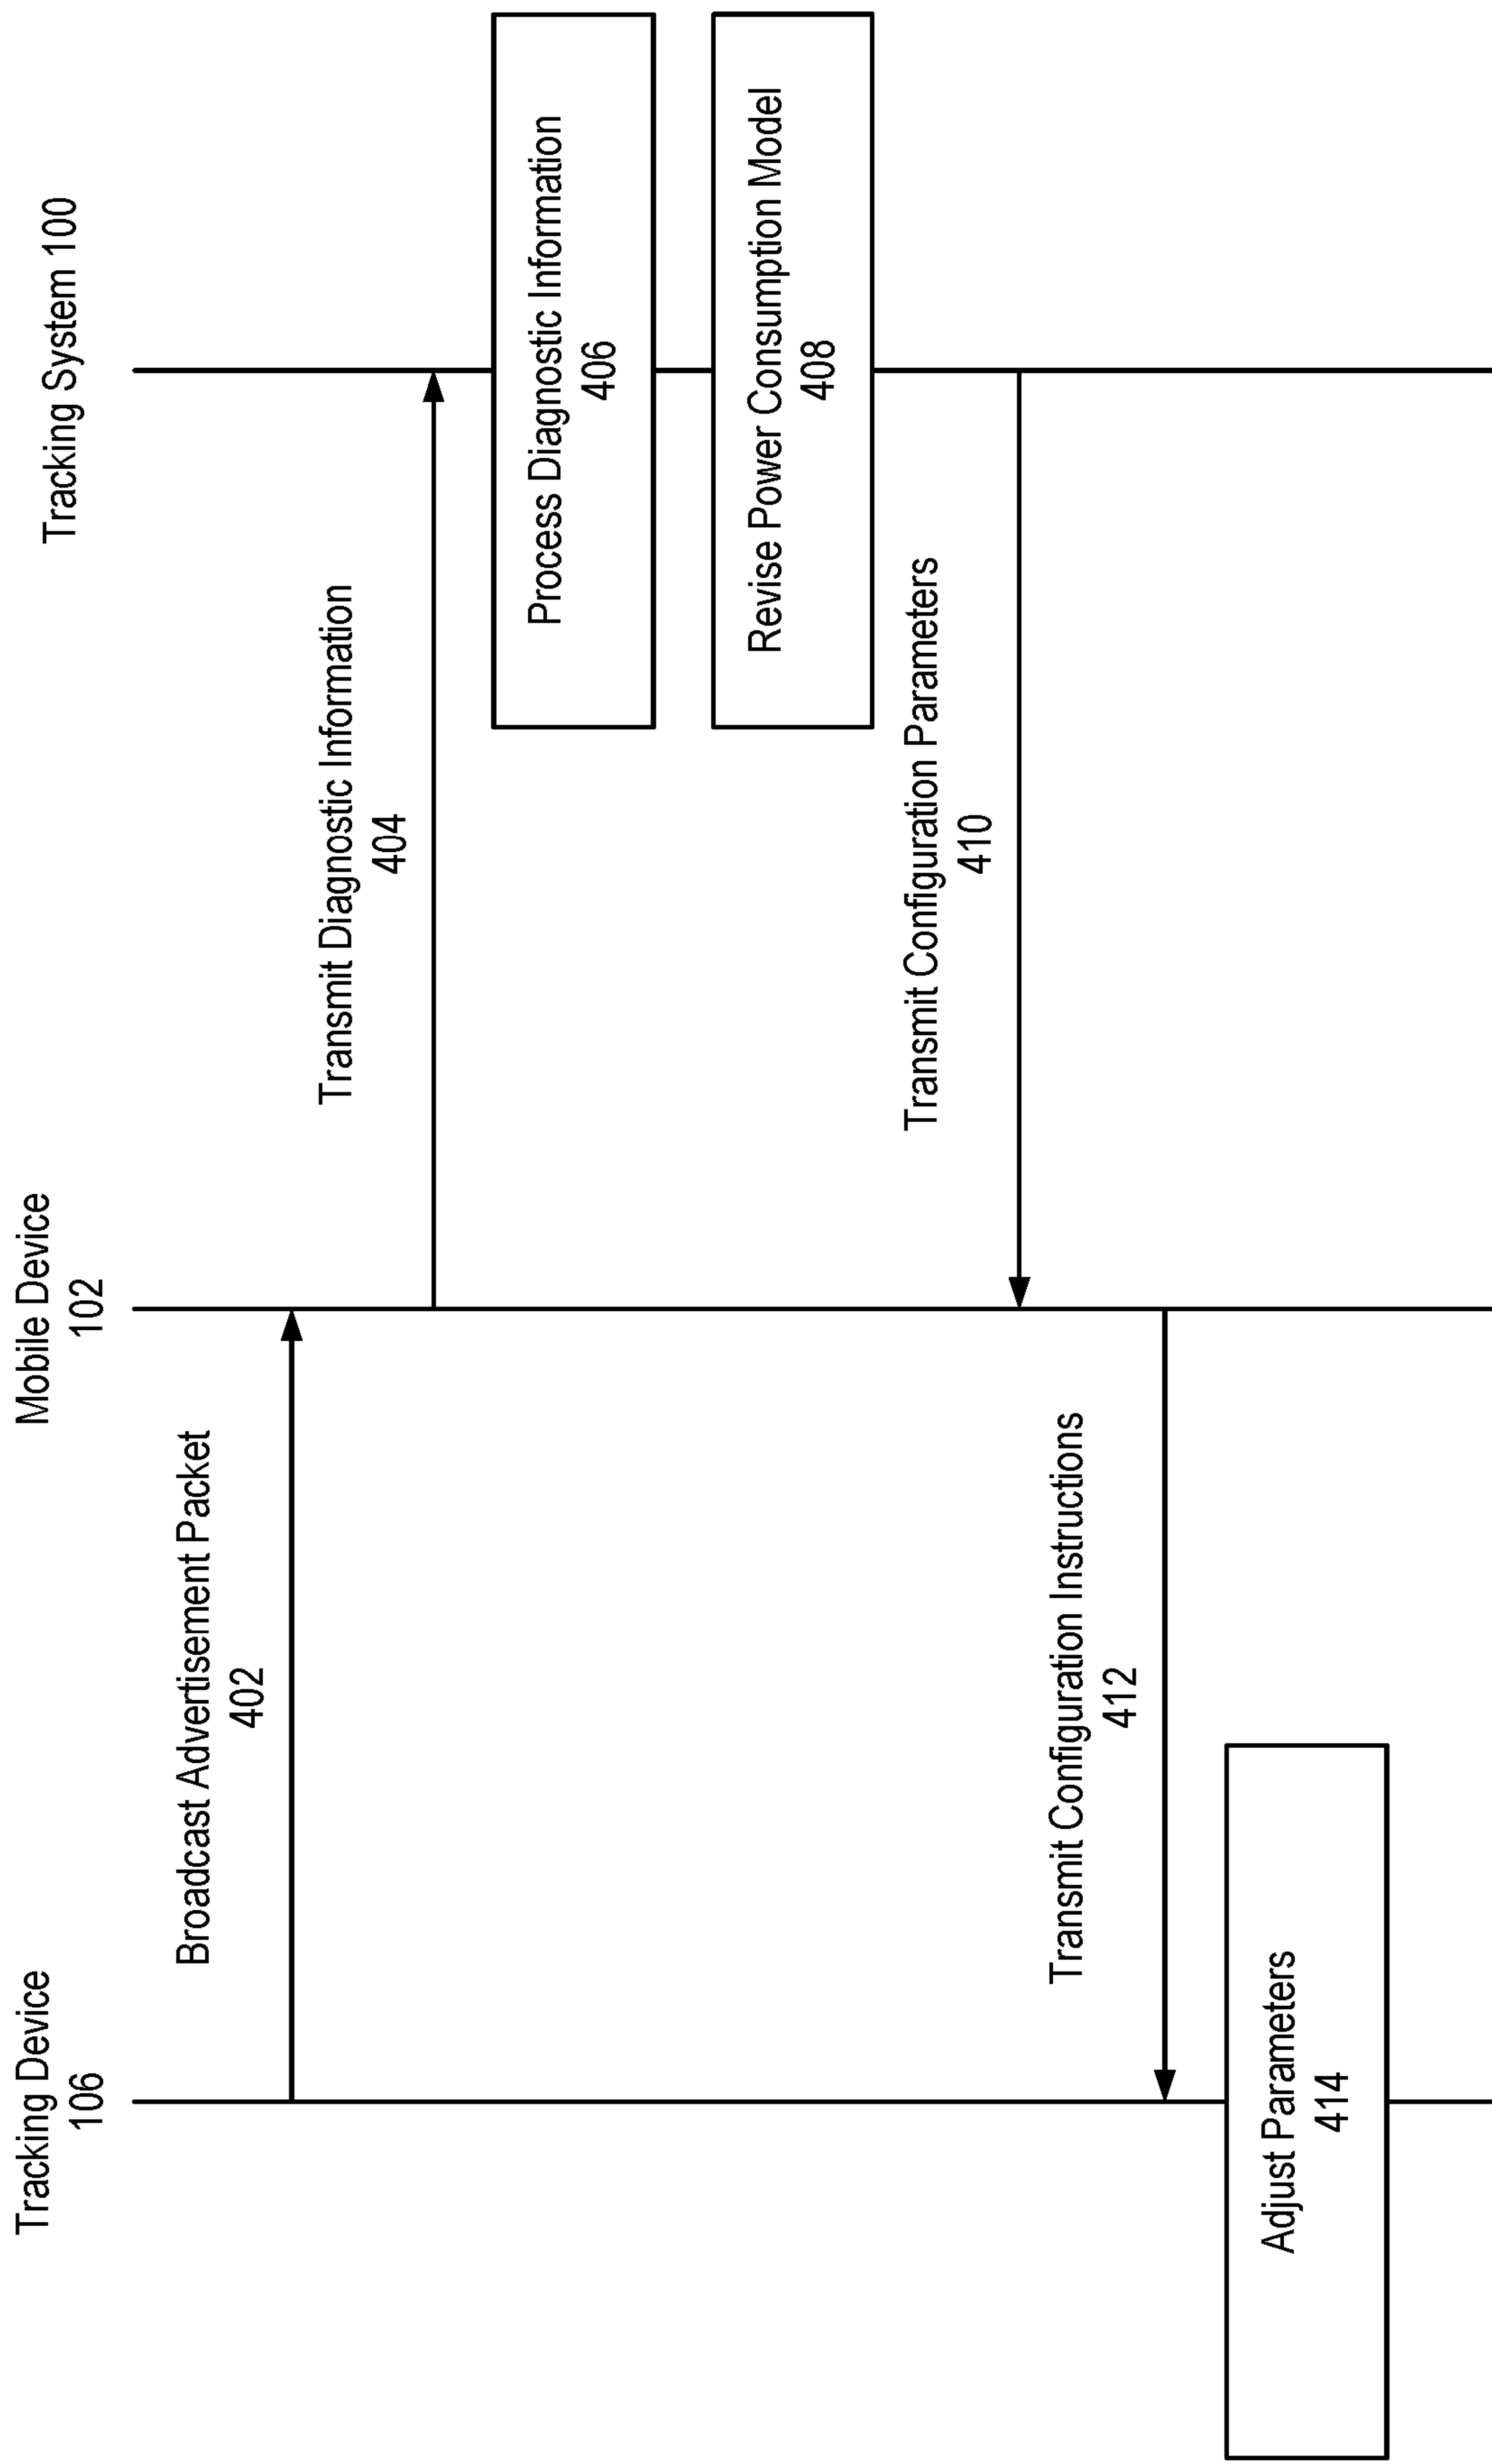 Tracking Device
106
Mobile Device
102
Tracking System 100
Broadcast Advertisement Packet
402
Transmit Diagnostic Information
404
Process Diagnostic Information
406
Revise Power Consumption Model
408
Transmit Configuration Parameters
410
Transmit Configuration Instructions
412
Adjust Parameters
414